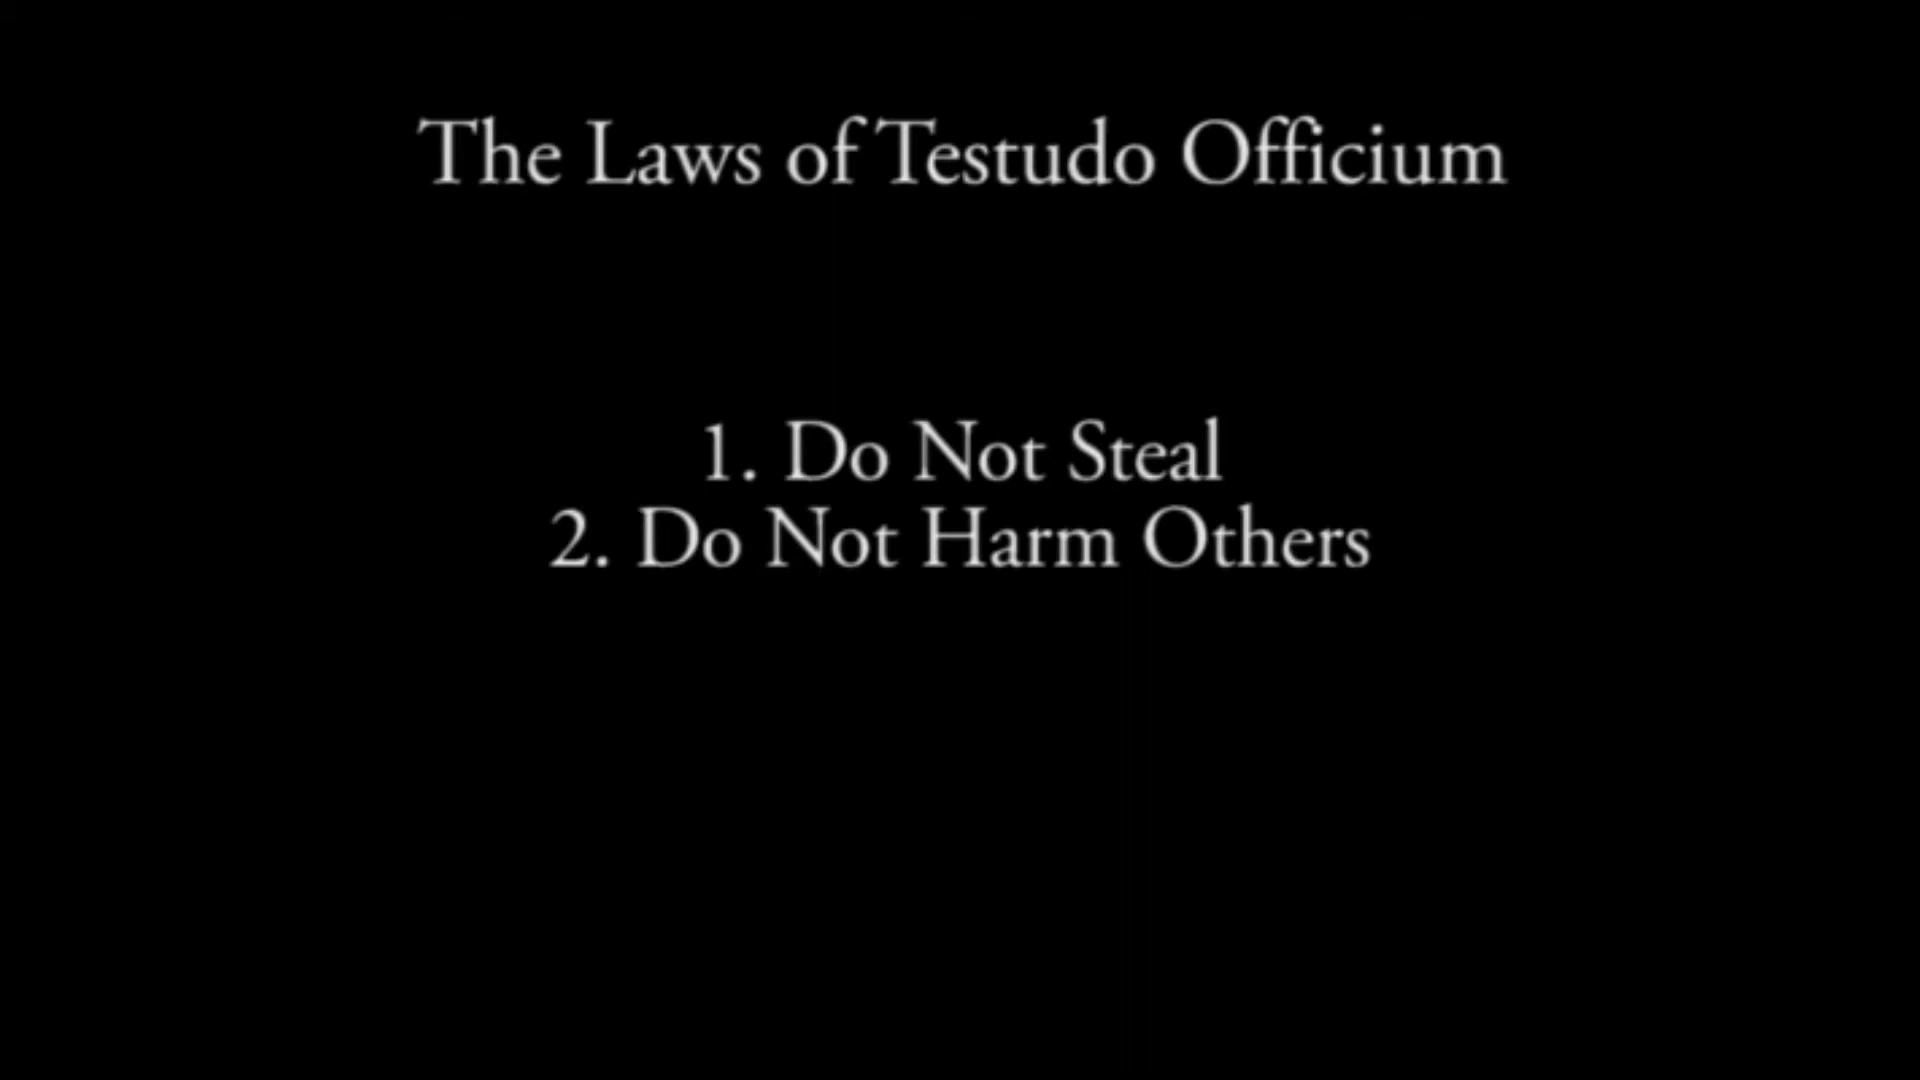 The Laws of Testudo Officium
1. Do Not Steal
2. Do Not Harm Others